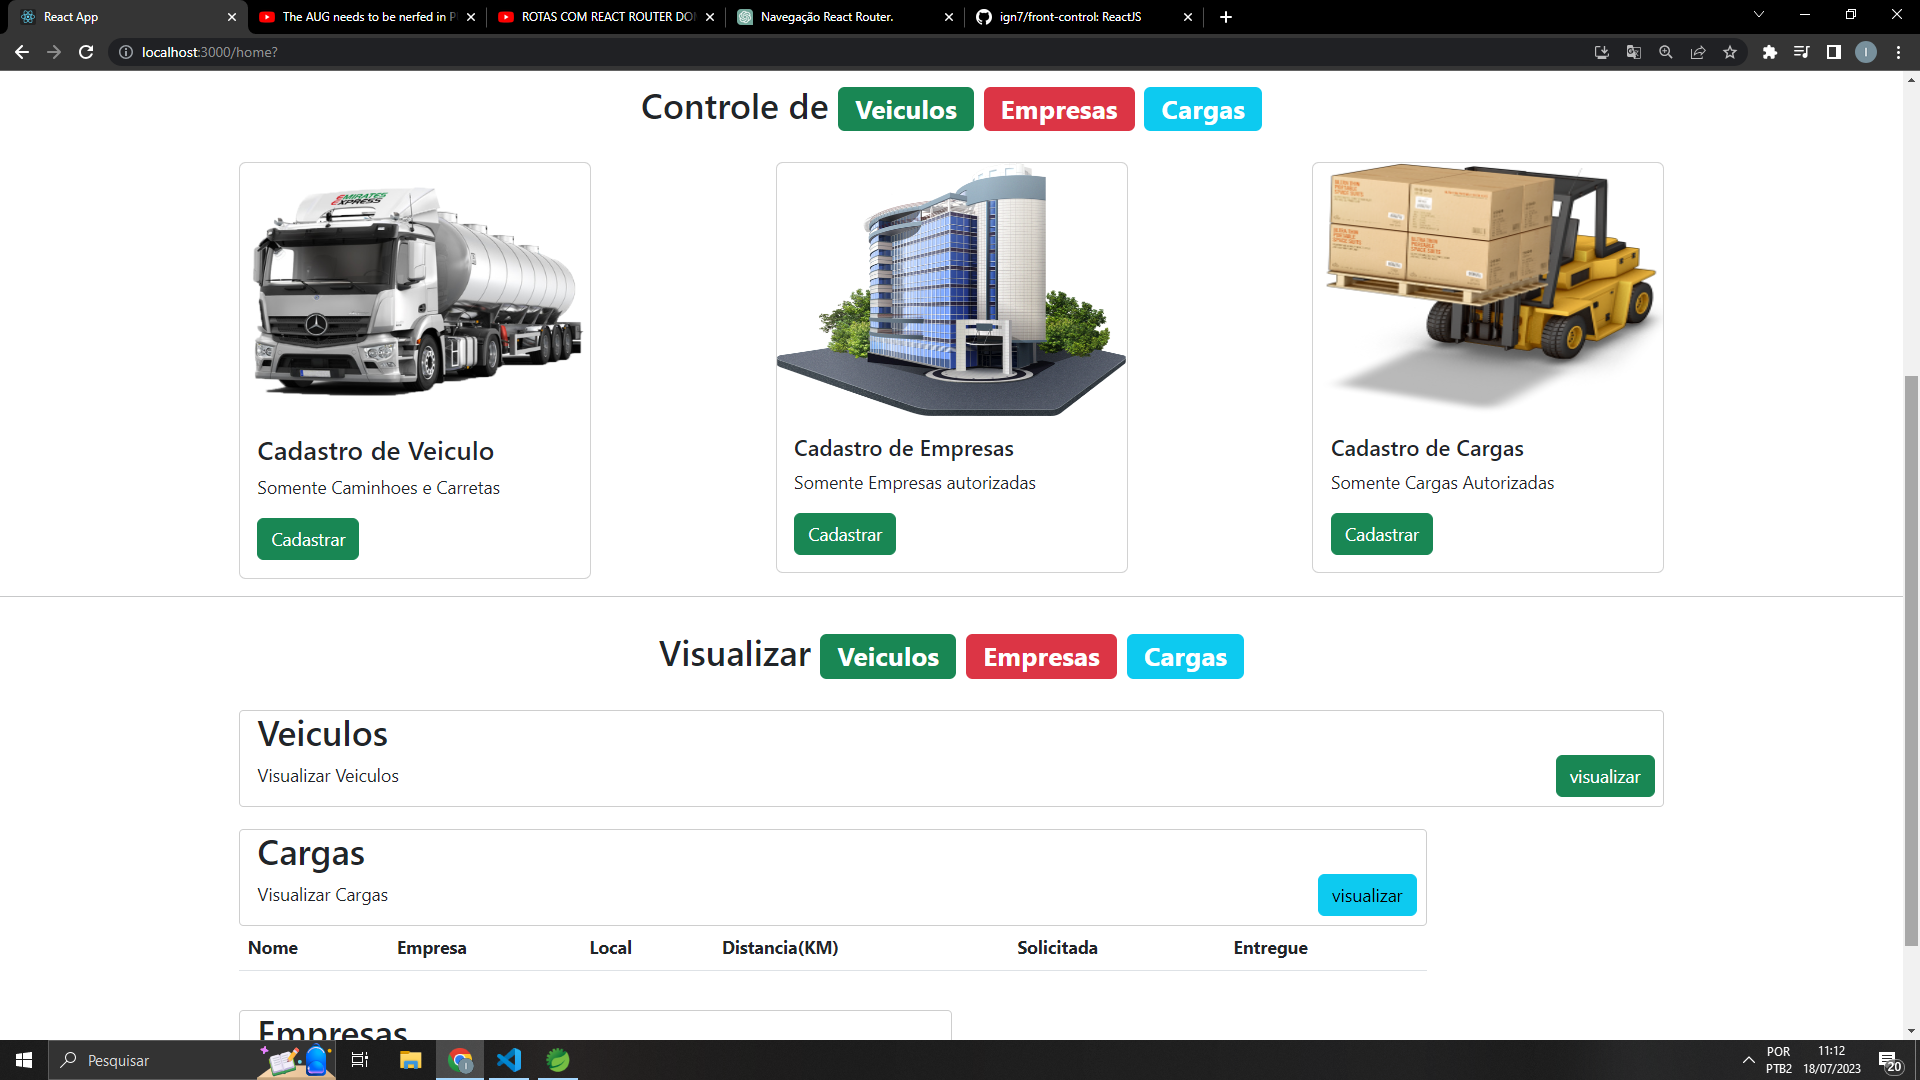 React App
The AUG needs to be nerfed in P
ROTAS COM REACT ROUTER DO
Navegação React Router.
ign7/front-control: ReactJS
localhost:3000/home?
I
Controle de Veiculos Empresas Cargas
EMIRATES
EXPRESS
Cadastro de Veiculo
Somente Caminhoes e Carretas
Cadastrar
Cadastro de Empresas
Somente Empresas autorizadas
Cadastrar
Cadastro de Cargas
Somente Cargas Autorizadas
Cadastrar
Visualizar Veiculos Empresas Cargas
Veiculos
Visualizar Veiculos
visualizar
Cargas
Visualizar Cargas
visualizar
Nome Empresa Local Distancia(KM) Solicitada Entregue
Empresas
Pesquisar
POR
PTB2
11:12
18/07/2023
20